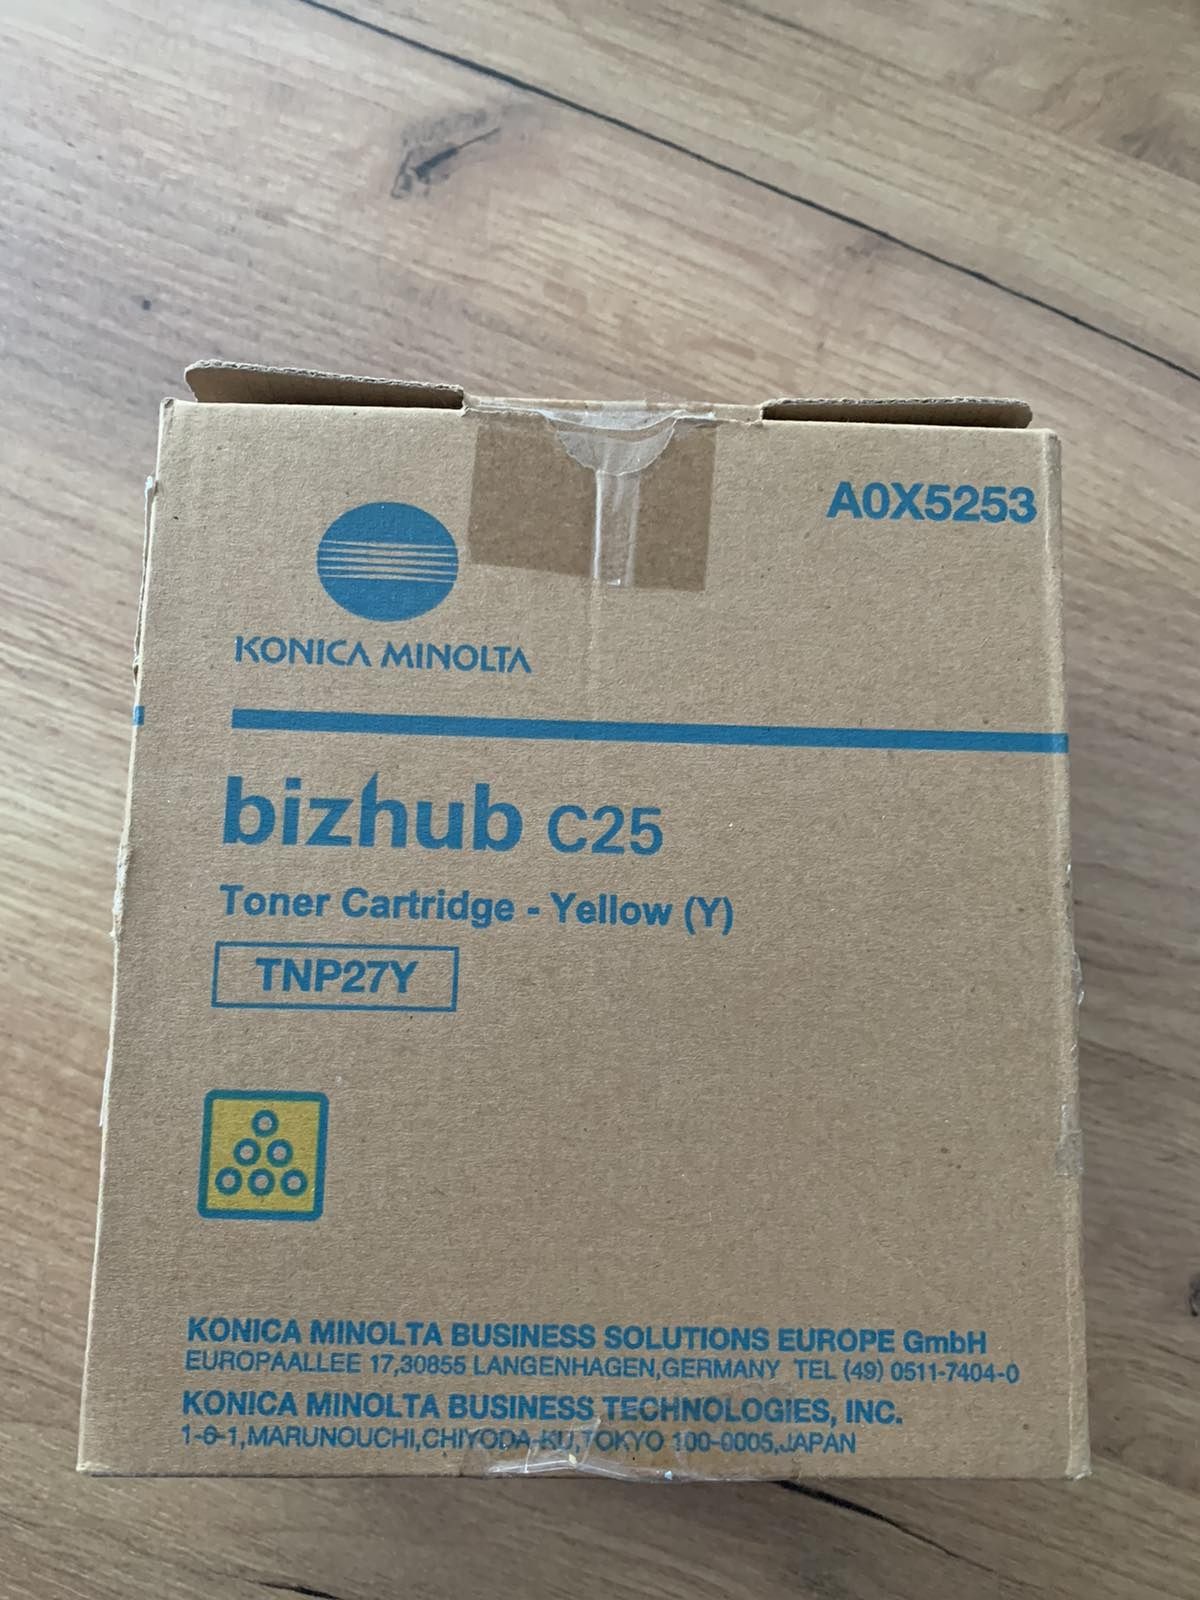 A0X5253
KONICA MINOLTA
bizhub C25
Toner Cartridge - Yellow (Y)
TNP27Y
KONICA MINOLTA BUSINESS SOLUTIONS EUROPE GmbH
EUROPAALLEE 17,30855 LANGENHAGEN,GERMANY TEL (49) 0511-7404-0
KONICA MINOLTA BUSINESS TECHNOLOGIES, INC.
1-6-1,MARUNOUCHI,CHIYODA-KU,TOKYO 100-0005,JAPAN